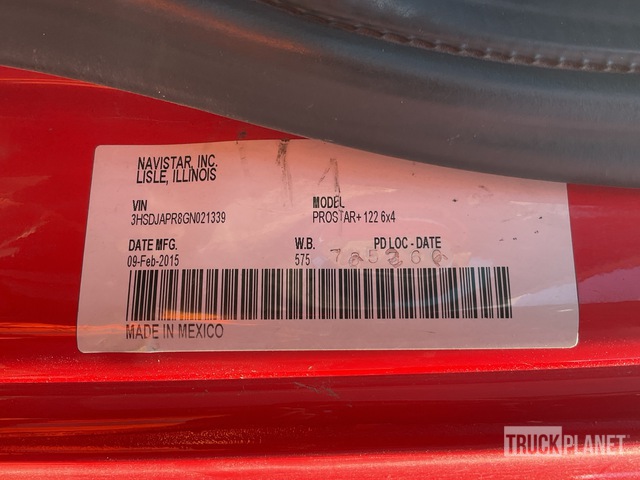 NAVISTAR, INC.
LISLE, ILLINOIS
VIN MODEL
3HSDJAPR8GN021339 PROSTAR+ 122 6x4
DATE MFG. W.B. PD LOC - DATE
09-Feb-2015 575
MADE IN MEXICO
TRUCKPLANET